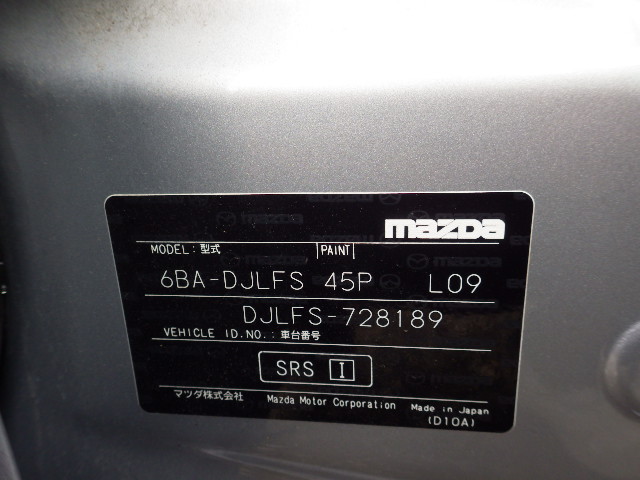 mazda
MODEL:型式 PAINT
6BA-DJLFS 45P L09
DJLFS-728189
VEHICLE ID.NO.:車台番号
SRS I
マツダ株式会社 Mazda Motor Corporation Made in Japan
(D10A)